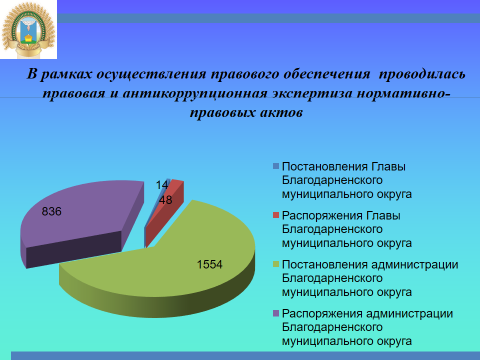 В рамках осуществления правового обеспечения проводилась
правовая и антикоррупционная экспертиза нормативно-
правовых актов
14
48
836
1554
Постановления Главы
Благодарненского
муниципального округа
Распоряжения Главы
Благодарненского
муниципального округа
Постановления администрации
Благодарненского
муниципального округа
Распоряжения администрации
Благодарненского
муниципального округа